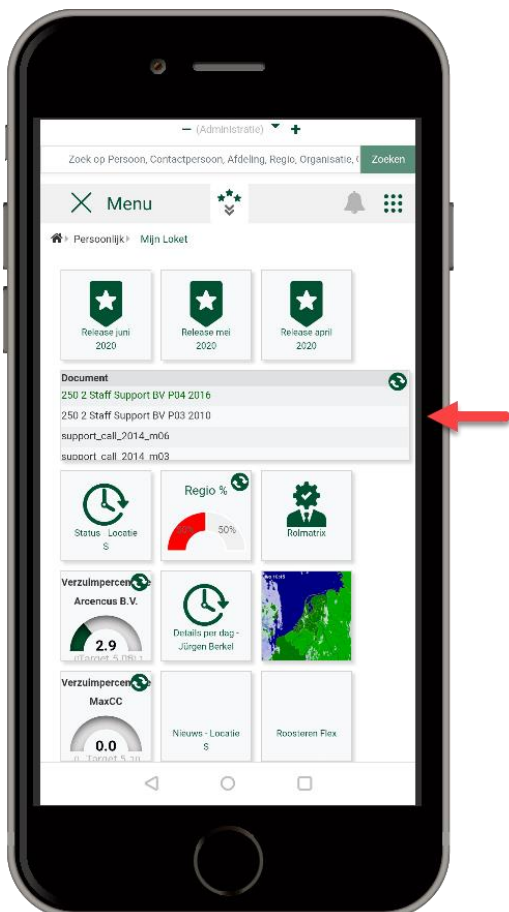 (Administratie)
Zoek op Persoon, Contactpersoon, Afdeling, Regio, Organisatie,
Zoeken
Menu
Persoonlijk
Mijn Loket
Release juni
2020
Release mei
2020
Release april
2020
Document
250 2 Staff Support BV P04 2016
250 2 Staff Support BV P03 2010
support_call_2014_m06
support_call_2014_m03
Status - Locatie
S
Regio %
50%
50%
Rolmatrix
Arcencus B.V.
2.9
Details per dag -
Jürgen Berkel
MaxCC
0.0
Nieuws - Locatie
S
Roosteren Flex